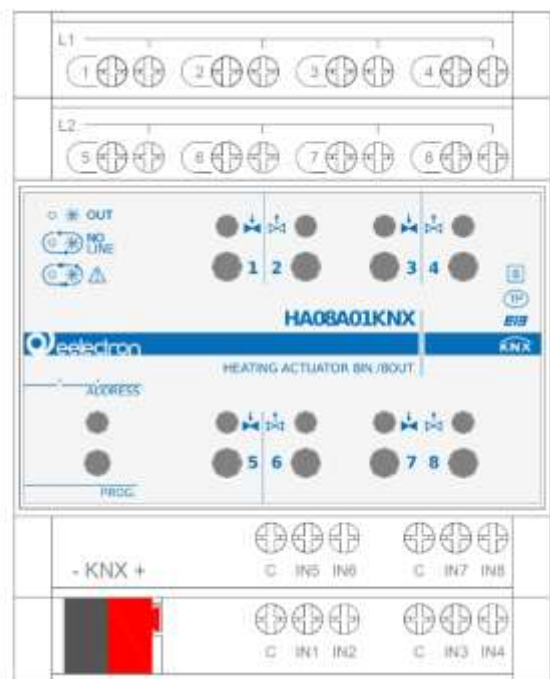 L1
1 2 3 4
L2
5 6 7 8
OUT
NO
LINE
1 2 3 4
S
TP
EIB
HA08A01KNX
eelectron
KNX
HEATING ACTUATOR 8IN./8OUT
ADDRESS
5 6 7 8
PROG.
- KNX +
C IN5 IN6 C IN7 IN8
C IN1 IN2 C IN3 IN4